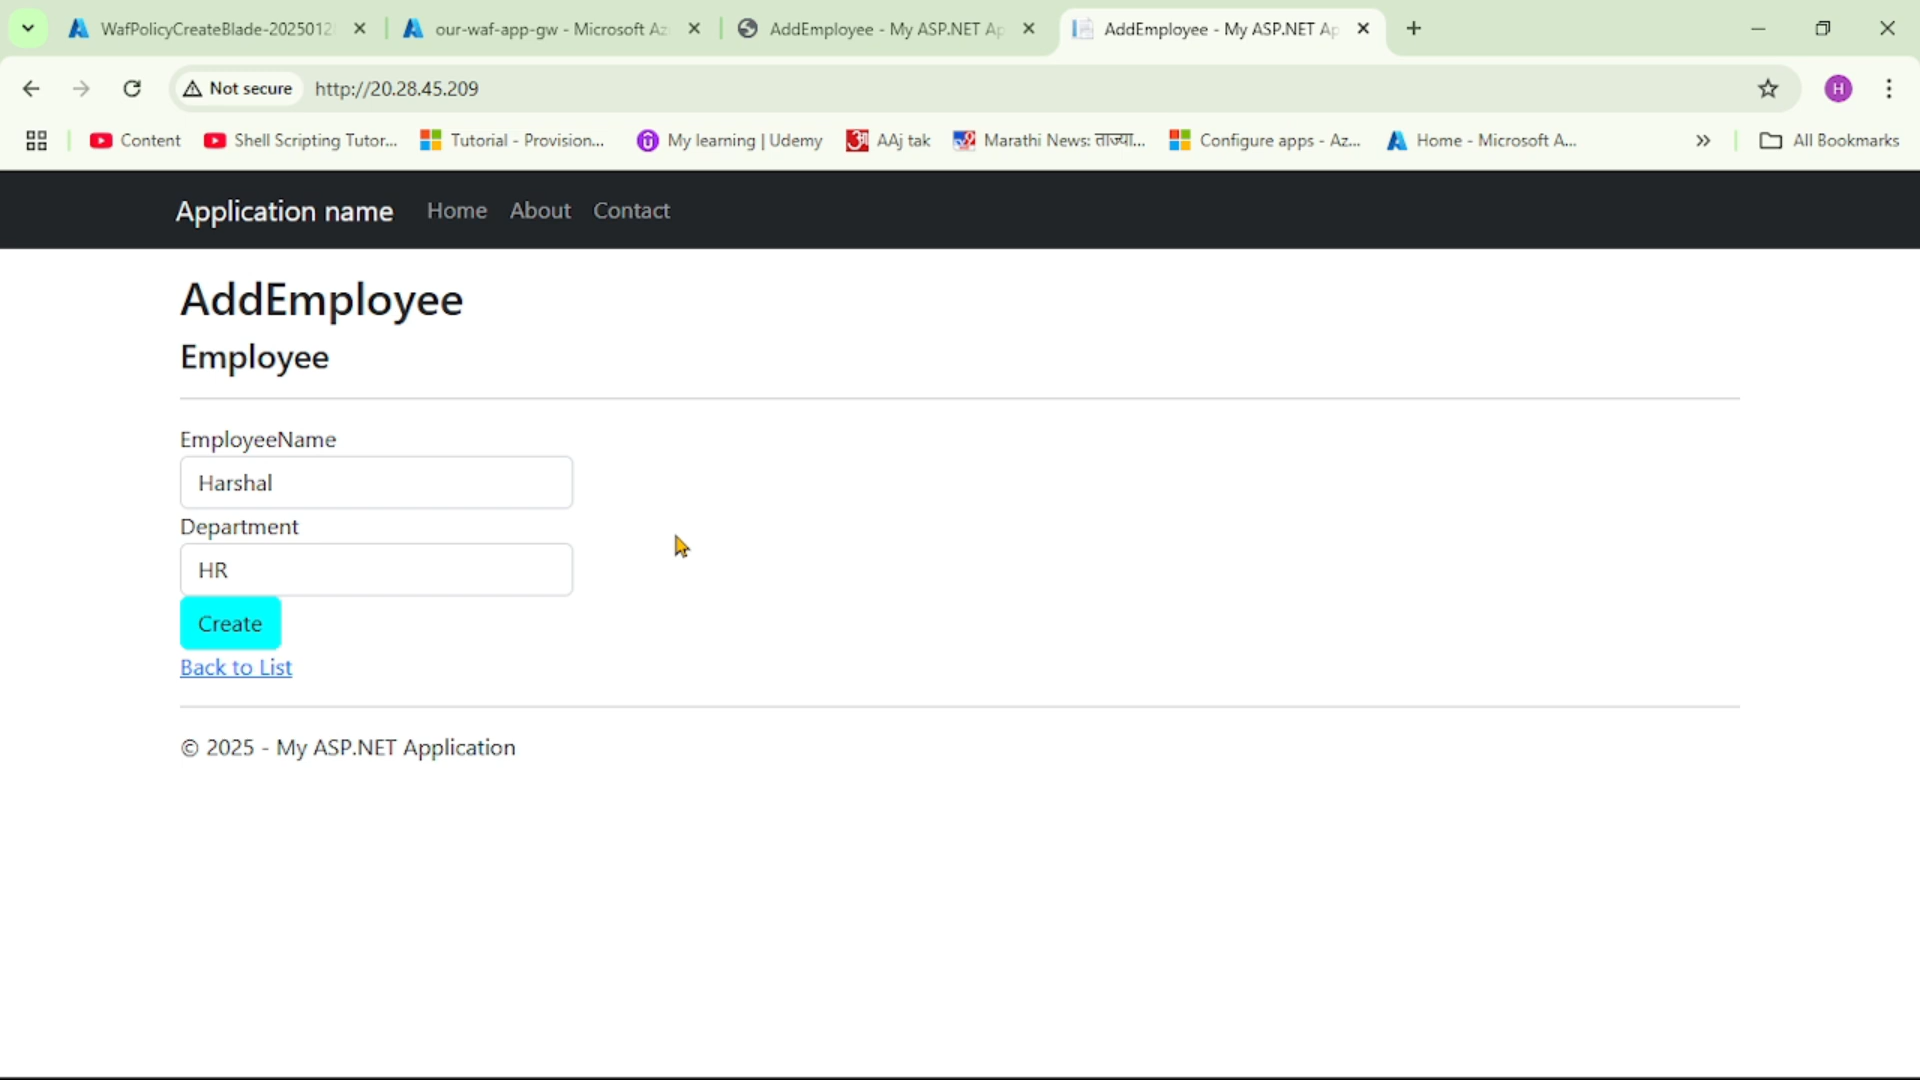 WafPolicyCreateBlade-2025012
our-waf-app-gw - Microsoft Az
AddEmployee - My ASP.NET Ap
AddEmployee - My ASP.NET Ap
Not secure
http://20.28.45.209
H
Content
Shell Scripting Tutor...
Tutorial - Provision...
My learning | Udemy
AAj tak
Marathi News: ताज्या...
Configure apps - Az...
Home - Microsoft A...
All Bookmarks
Application name
Home
About
Contact
AddEmployee
Employee
EmployeeName
Harshal
Department
HR
Create
Back to List
© 2025 - My ASP.NET Application